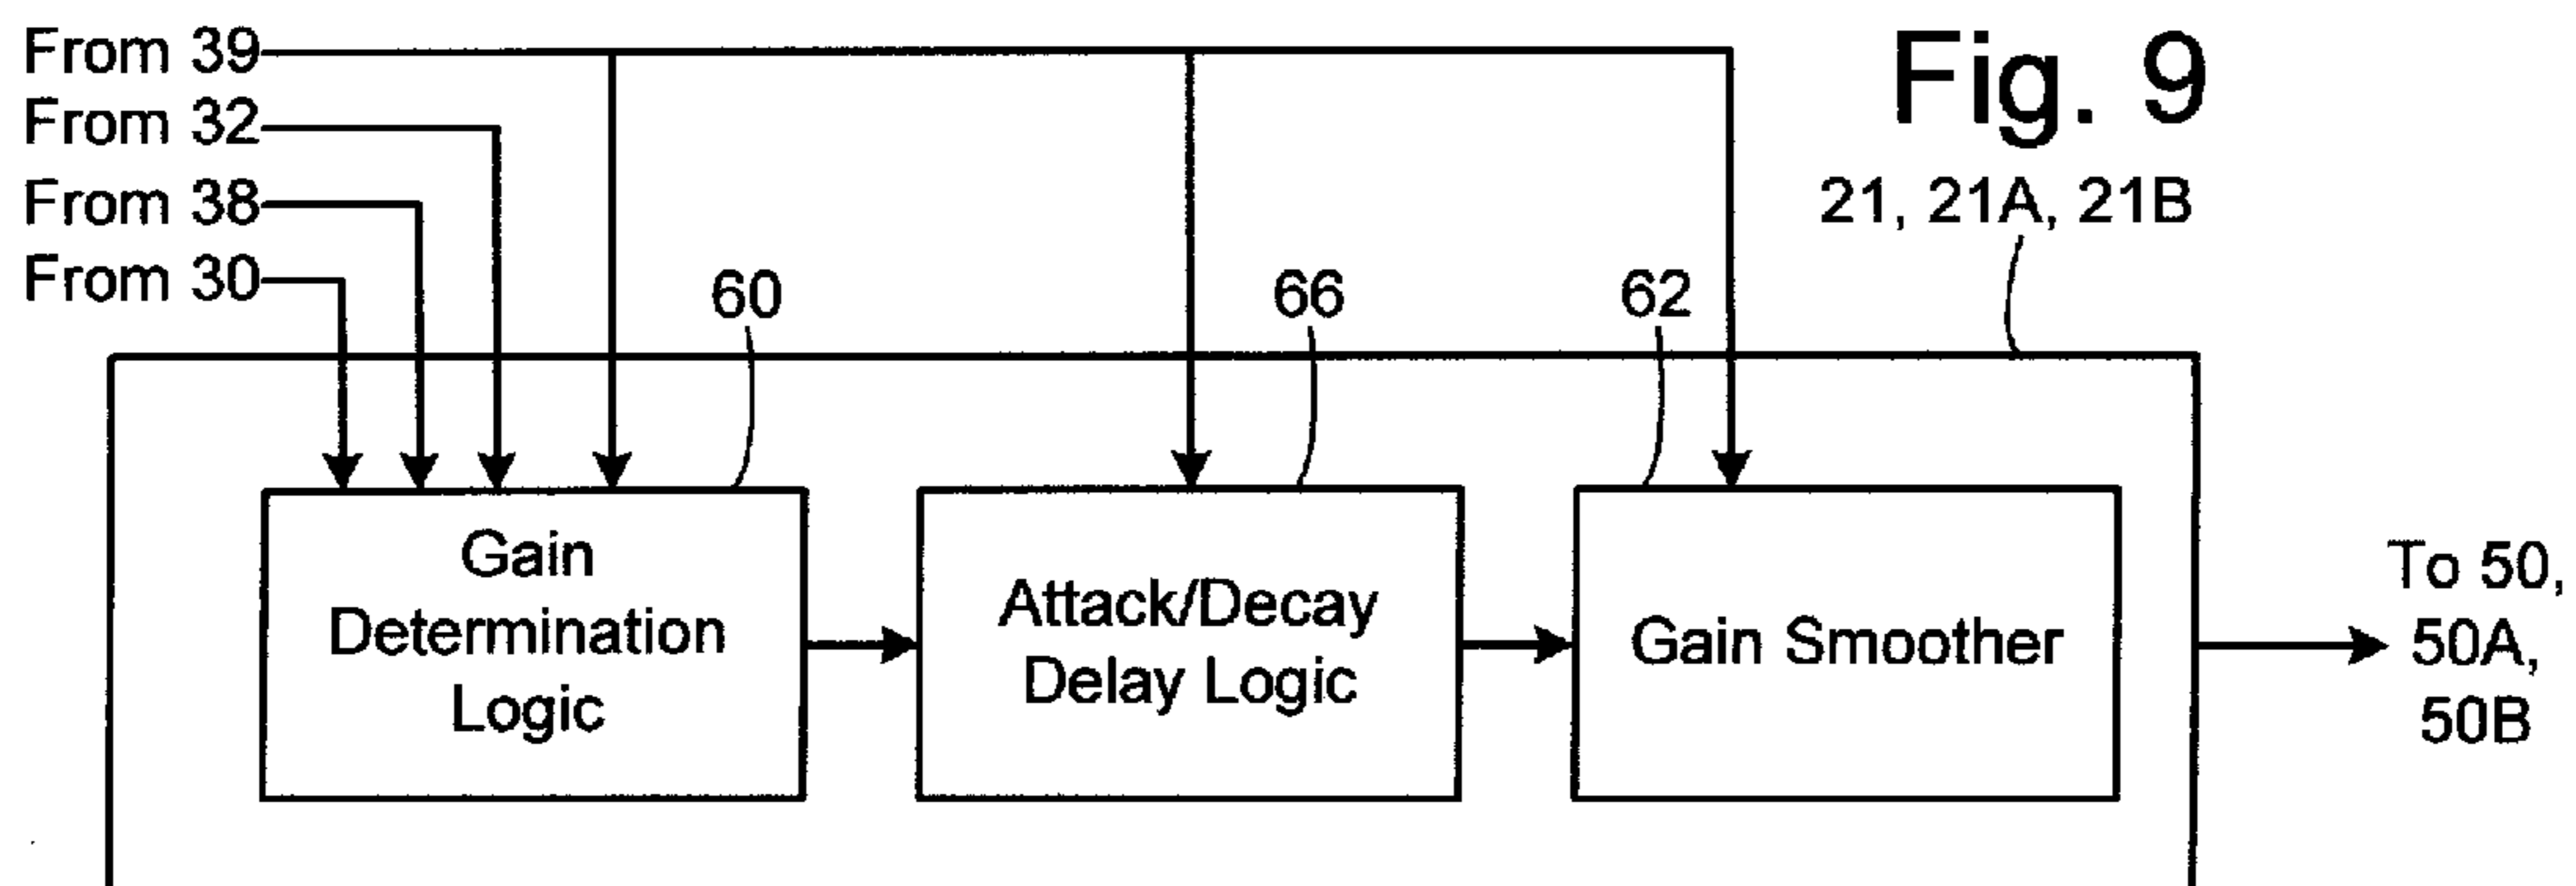 From 39
From 32
From 38
From 30
Fig. 9
21, 21A, 21B
60
66
62
Gain
Determination
Logic
Attack/Decay
Delay Logic
Gain Smoother
To 50,
50A,
50B